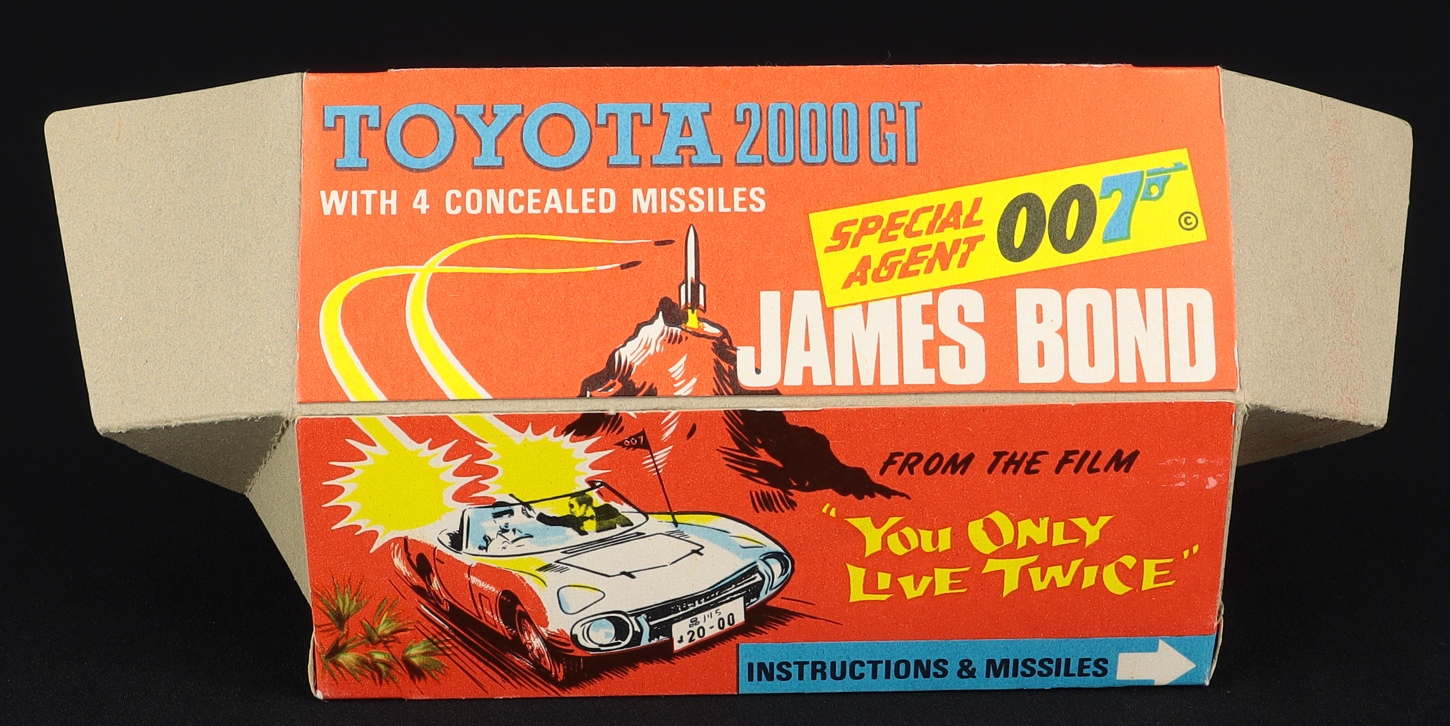 TOYOTA 2000 GT
WITH 4 CONCEALED MISSILES
SPECIAL
AGENT 007 ©
JAMES BOND
007
FROM THE FILM
"YOU ONLY
LIVE TWICE"
20-00
INSTRUCTIONS & MISSILES